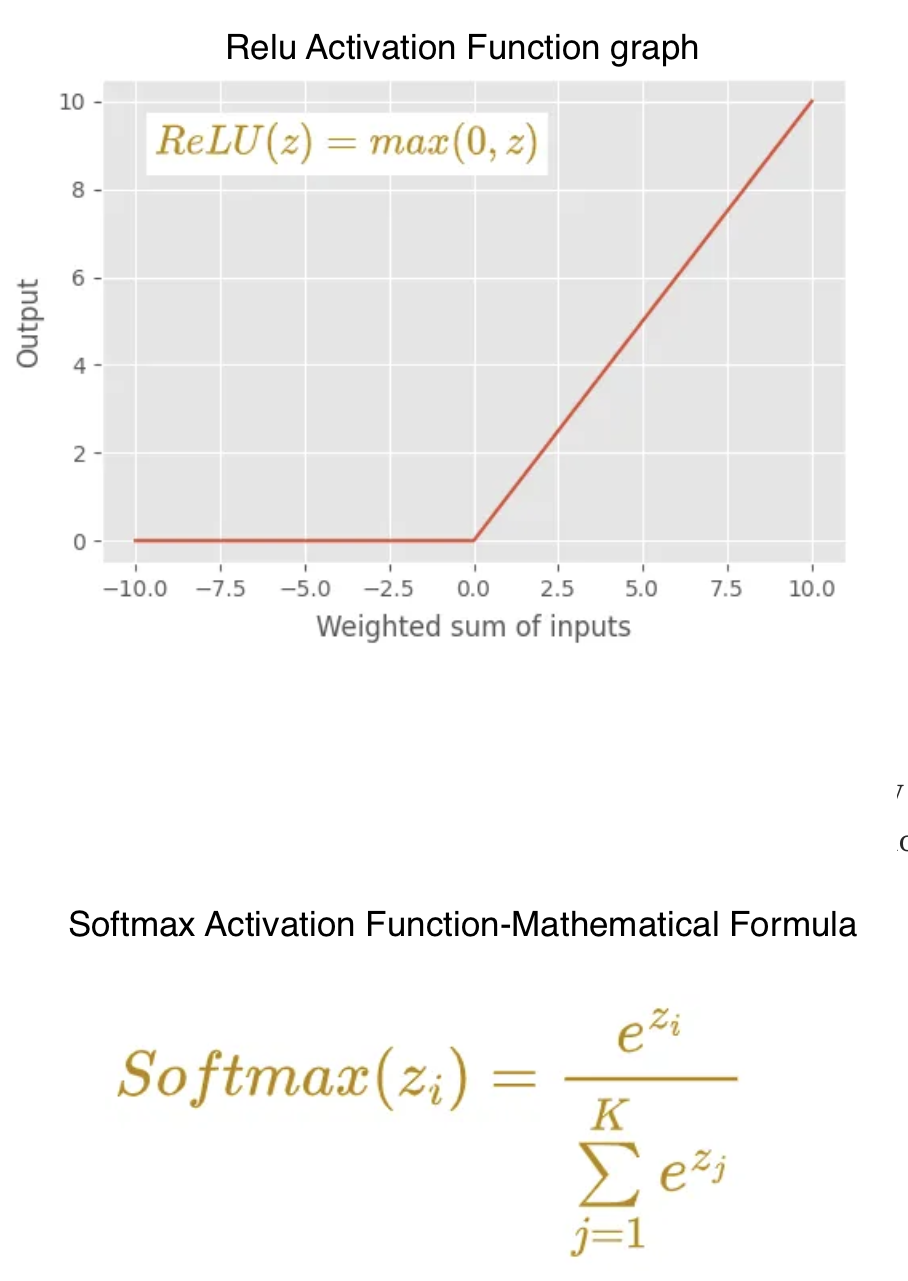 Relu Activation Function graph
10
ReLU(z) = max(0, z)
8
6
Output
4
2
0
−10.0 −7.5 −5.0 −2.5 0.0 2.5 5.0 7.5 10.0
Weighted sum of inputs
Softmax Activation Function-Mathematical Formula
e^{z_i}
Softmax(z_i) =
K
∑ e^{z_j}
j=1